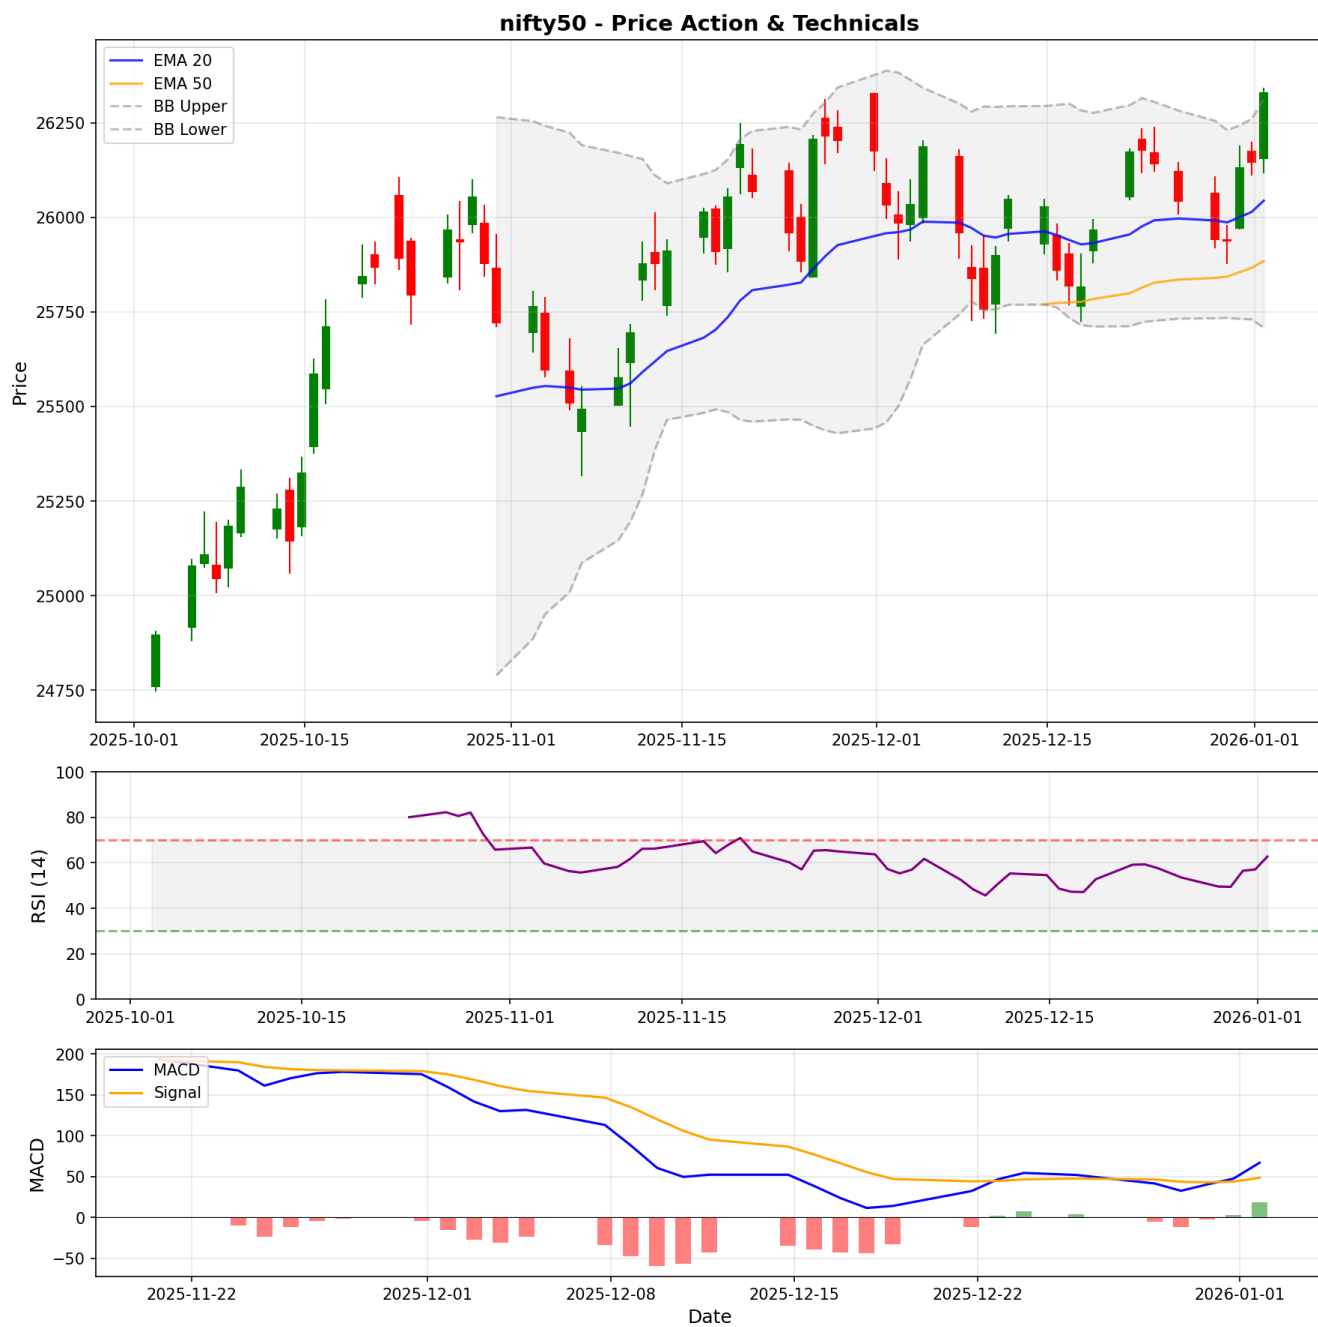 nifty50 - Price Action & Technicals
EMA 20
EMA 50
BB Upper
BB Lower
Price
26250
26000
25750
25500
25250
25000
24750
2025-10-01 2025-10-15 2025-11-01 2025-11-15 2025-12-01 2025-12-15 2026-01-01
RSI (14)
100
80
60
40
20
0
2025-10-01 2025-10-15 2025-11-01 2025-11-15 2025-12-01 2025-12-15 2026-01-01
MACD
Signal
MACD
200
150
100
50
0
−50
2025-11-22 2025-12-01 2025-12-08 2025-12-15 2025-12-22 2026-01-01
Date